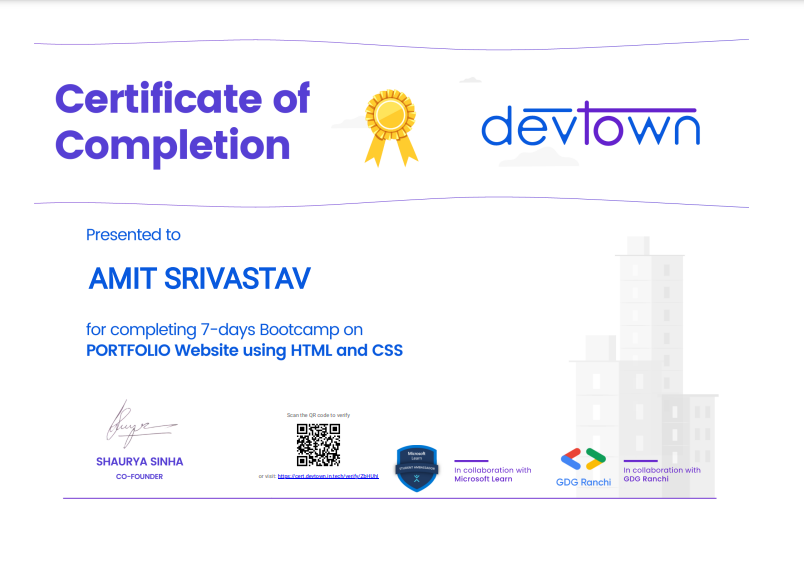 Certificate of
Completion
devtown
Presented to
AMIT SRIVASTAV
for completing 7-days Bootcamp on
PORTFOLIO Website using HTML and CSS
Scan the QR code to verify
SHAURYA SINHA
CO-FOUNDER
or visit: https://cert.devtown.in.tech/verify/ZbHUhl
Microsoft
Learn
STUDENT AMBASSADOR
In collaboration with
Microsoft Learn
GDG Ranchi
In collaboration with
GDG Ranchi